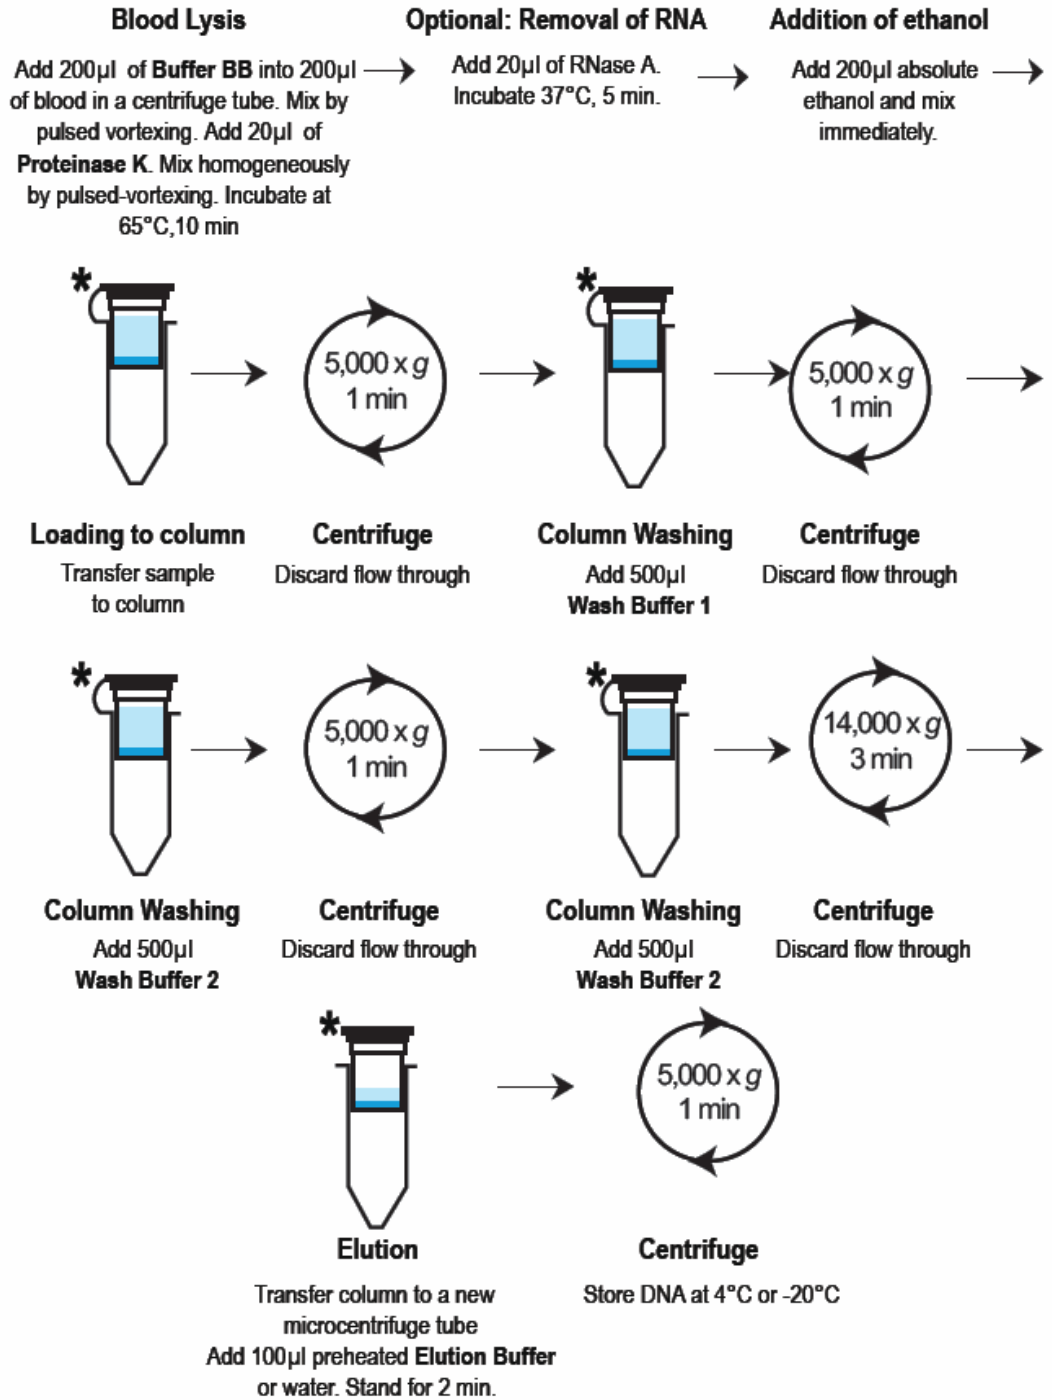 Blood Lysis
Add 200µl of Buffer BB into 200µl
of blood in a centrifuge tube. Mix by
pulsed vortexing. Add 20µl of
Proteinase K. Mix homogeneously
by pulsed-vortexing. Incubate at
65°C,10 min
Optional: Removal of RNA
Add 20µl of RNase A.
Incubate 37°C, 5 min.
Addition of ethanol
Add 200µl absolute
ethanol and mix
immediately.
*
5,000 x g
1 min
*
5,000 x g
1 min
Loading to column
Transfer sample
to column
Centrifuge
Discard flow through
Column Washing
Add 500µl
Wash Buffer 1
Centrifuge
Discard flow through
*
5,000 x g
1 min
*
14,000 x g
3 min
Column Washing
Add 500µl
Wash Buffer 2
Centrifuge
Discard flow through
Column Washing
Add 500µl
Wash Buffer 2
Centrifuge
Discard flow through
*
5,000 x g
1 min
Elution
Transfer column to a new
microcentrifuge tube
Add 100µl preheated Elution Buffer
or water. Stand for 2 min.
Centrifuge
Store DNA at 4°C or -20°C